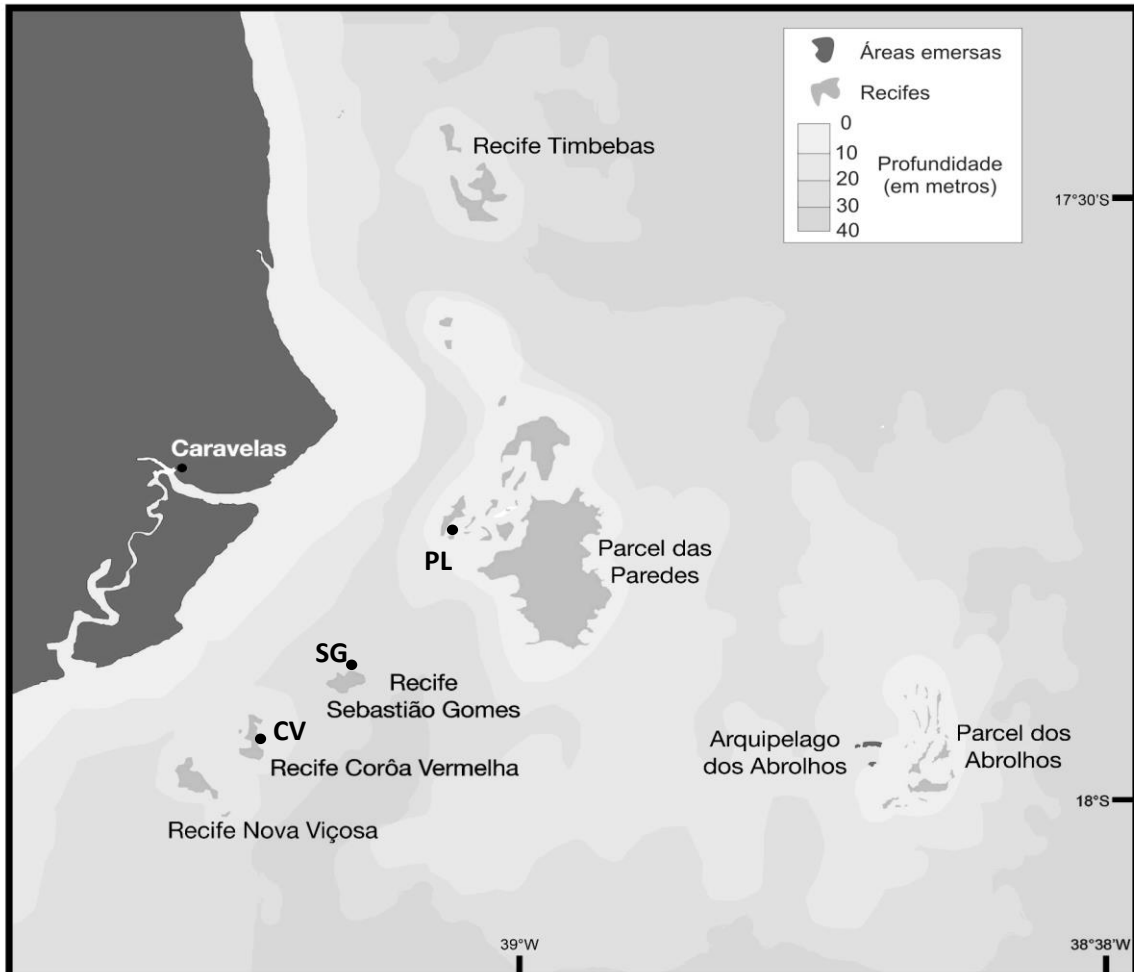 Áreas emersas
Recifes
0
10
20
30
40
Profundidade
(em metros)
Recife Timbebas
17°30'S
Caravelas
PL
Parcel das
Paredes
SG
Recife
Sebastião Gomes
CV
Recife Corôa Vermelha
Recife Nova Viçosa
Arquipelago
dos Abrolhos
Parcel dos
Abrolhos
18°S
39°W
38°38'W